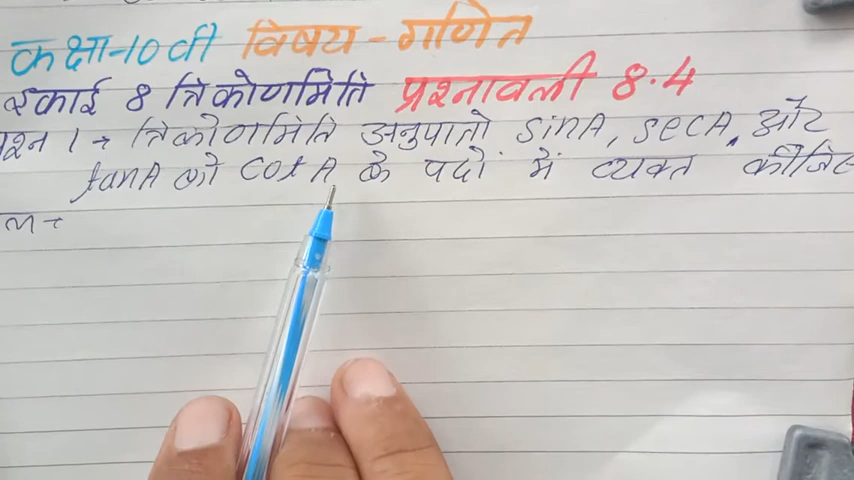 कक्षा-10वी विषय-गणित
इकाई 8 त्रिकोणमिति प्रश्नावली 8.4
प्रश्न 1 → त्रिकोणमिति अनुपातो sinA, secA, और
tanA को cotA के पदों में व्यक्त कीजिए